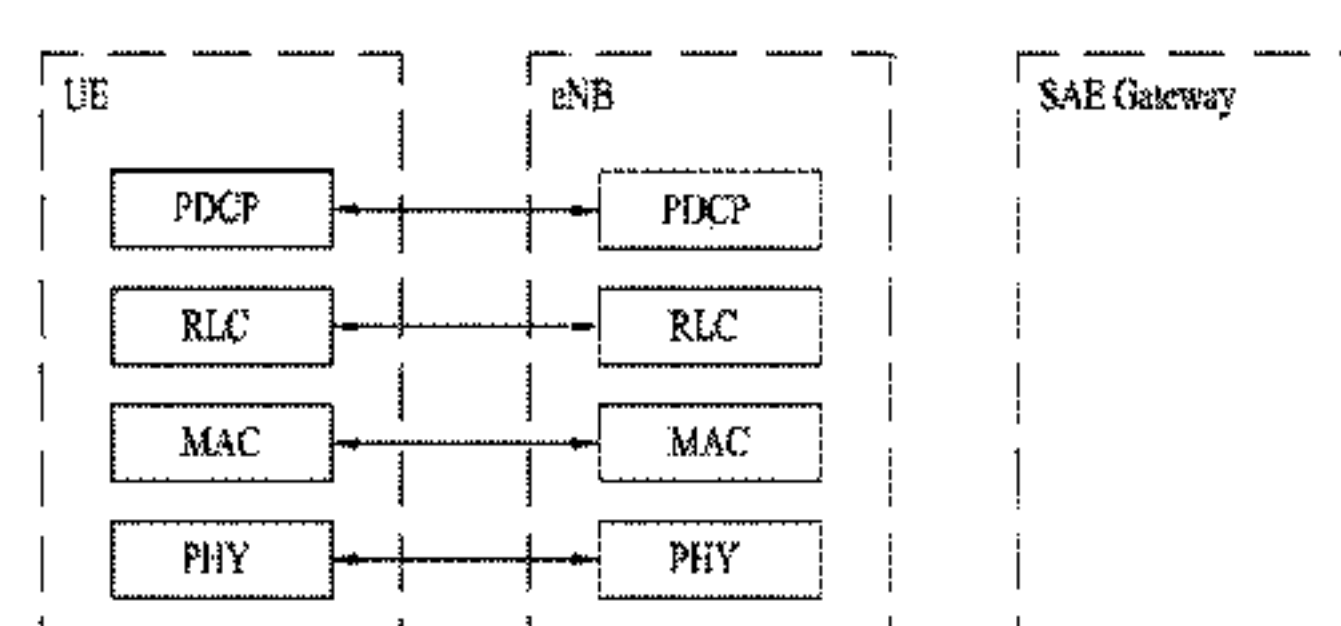 UE
eNB
SAE Gateway
PDCP
PDCP
RLC
RLC
MAC
MAC
PHY
PHY